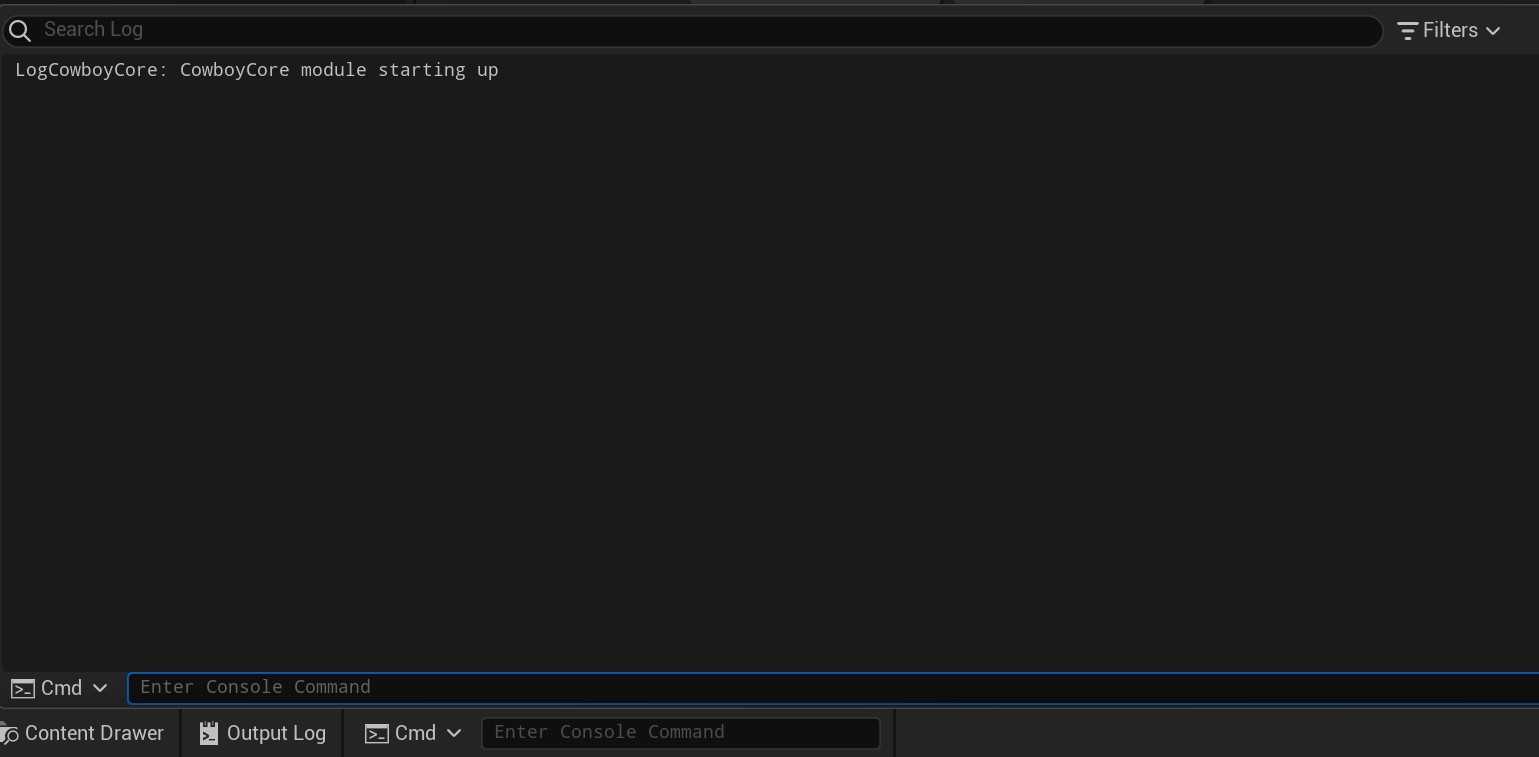 Search Log
Filters
LogCowboyCore: CowboyCore module starting up
Cmd
Enter Console Command
Content Drawer
Output Log
Cmd
Enter Console Command